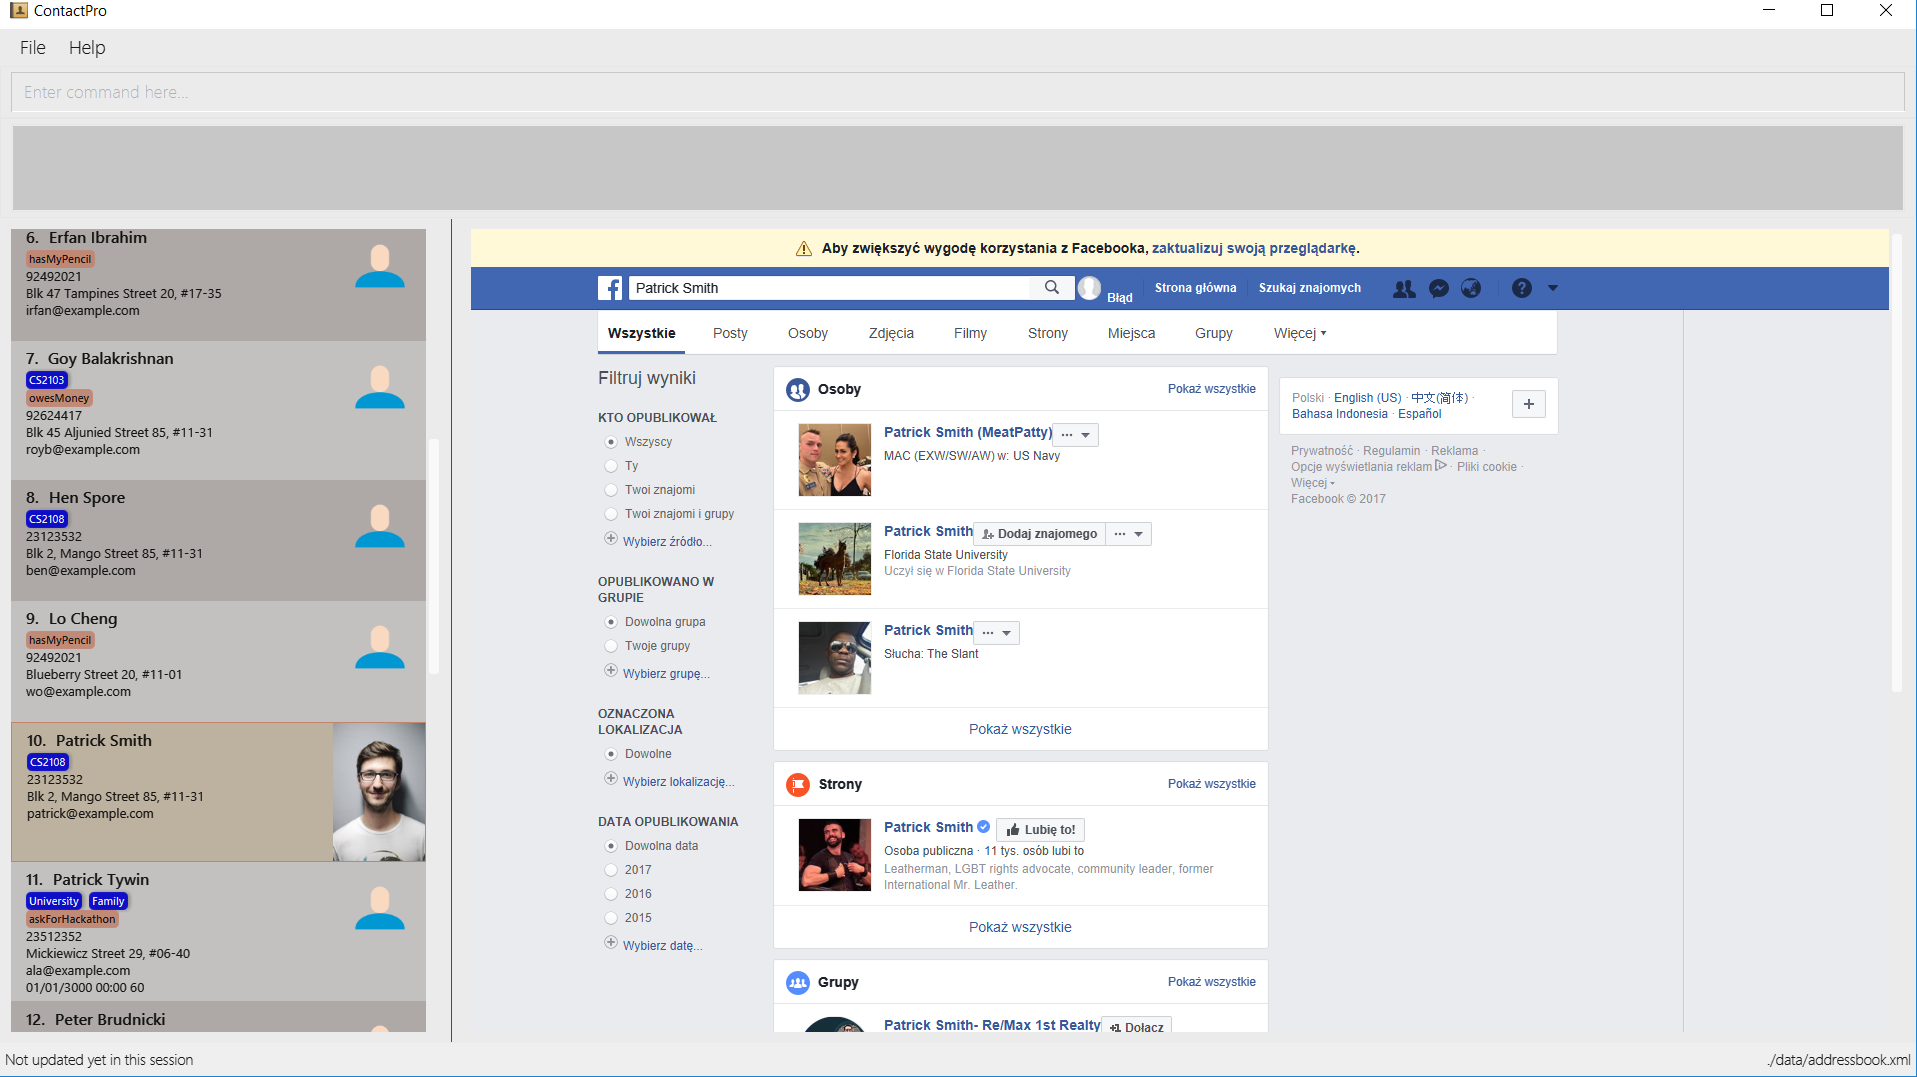 ContactPro
File Help
Enter command here...
6. Erfan Ibrahim
hasMyPencil
92492021
Blk 47 Tampines Street 20, #17-35
irfan@example.com
7. Goy Balakrishnan
CS2103
owesMoney
92624417
Blk 45 Aljunied Street 85, #11-31
royb@example.com
8. Hen Spore
CS2108
23123532
Blk 2, Mango Street 85, #11-31
ben@example.com
9. Lo Cheng
hasMyPencil
92492021
Blueberry Street 20, #11-01
wo@example.com
10. Patrick Smith
CS2108
23123532
Blk 2, Mango Street 85, #11-31
patrick@example.com
11. Patrick Tywin
University Family
askForHackathon
23512352
Mickiewicz Street 29, #06-40
ala@example.com
01/01/3000 00:00 60
12. Peter Brudnicki
Aby zwiększyć wygodę korzystania z Facebooka, zaktualizuj swoją przeglądarkę.
Patrick Smith
Błąd
Strona główna
Szukaj znajomych
Wszystkie Posty Osoby Zdjęcia Filmy Strony Miejsca Grupy Więcej
Filtruj wyniki
KTO OPUBLIKOWAŁ
Wszyscy
Ty
Twoi znajomi
Twoi znajomi i grupy
Wybierz źródło...
OPUBLIKOWANO W
GRUPIE
Dowolna grupa
Twoje grupy
Wybierz grupę...
OZNACZONA
LOKALIZACJA
Dowolne
Wybierz lokalizację...
DATA OPUBLIKOWANIA
Dowolna data
2017
2016
2015
Wybierz datę...
Osoby Pokaż wszystkie
Patrick Smith (MeatPatty) ...
MAC (EXW/SW/AW) w: US Navy
Patrick Smith Dodaj znajomego ...
Florida State University
Uczył się w Florida State University
Patrick Smith ...
Słucha: The Slant
Pokaż wszystkie
Strony Pokaż wszystkie
Patrick Smith Lubię to!
Osoba publiczna · 11 tys. osób lubi to
Leatherman, LGBT rights advocate, community leader, former
International Mr. Leather.
Pokaż wszystkie
Grupy Pokaż wszystkie
Patrick Smith- Re/Max 1st Realty +1 Dołącz
Polski · English (US) · 中文(简体) ·
Bahasa Indonesia · Español
Prywatność · Regulamin · Reklama ·
Opcje wyświetlania reklam · Pliki cookie ·
Więcej
Facebook © 2017
Not updated yet in this session
./data/addressbook.xml